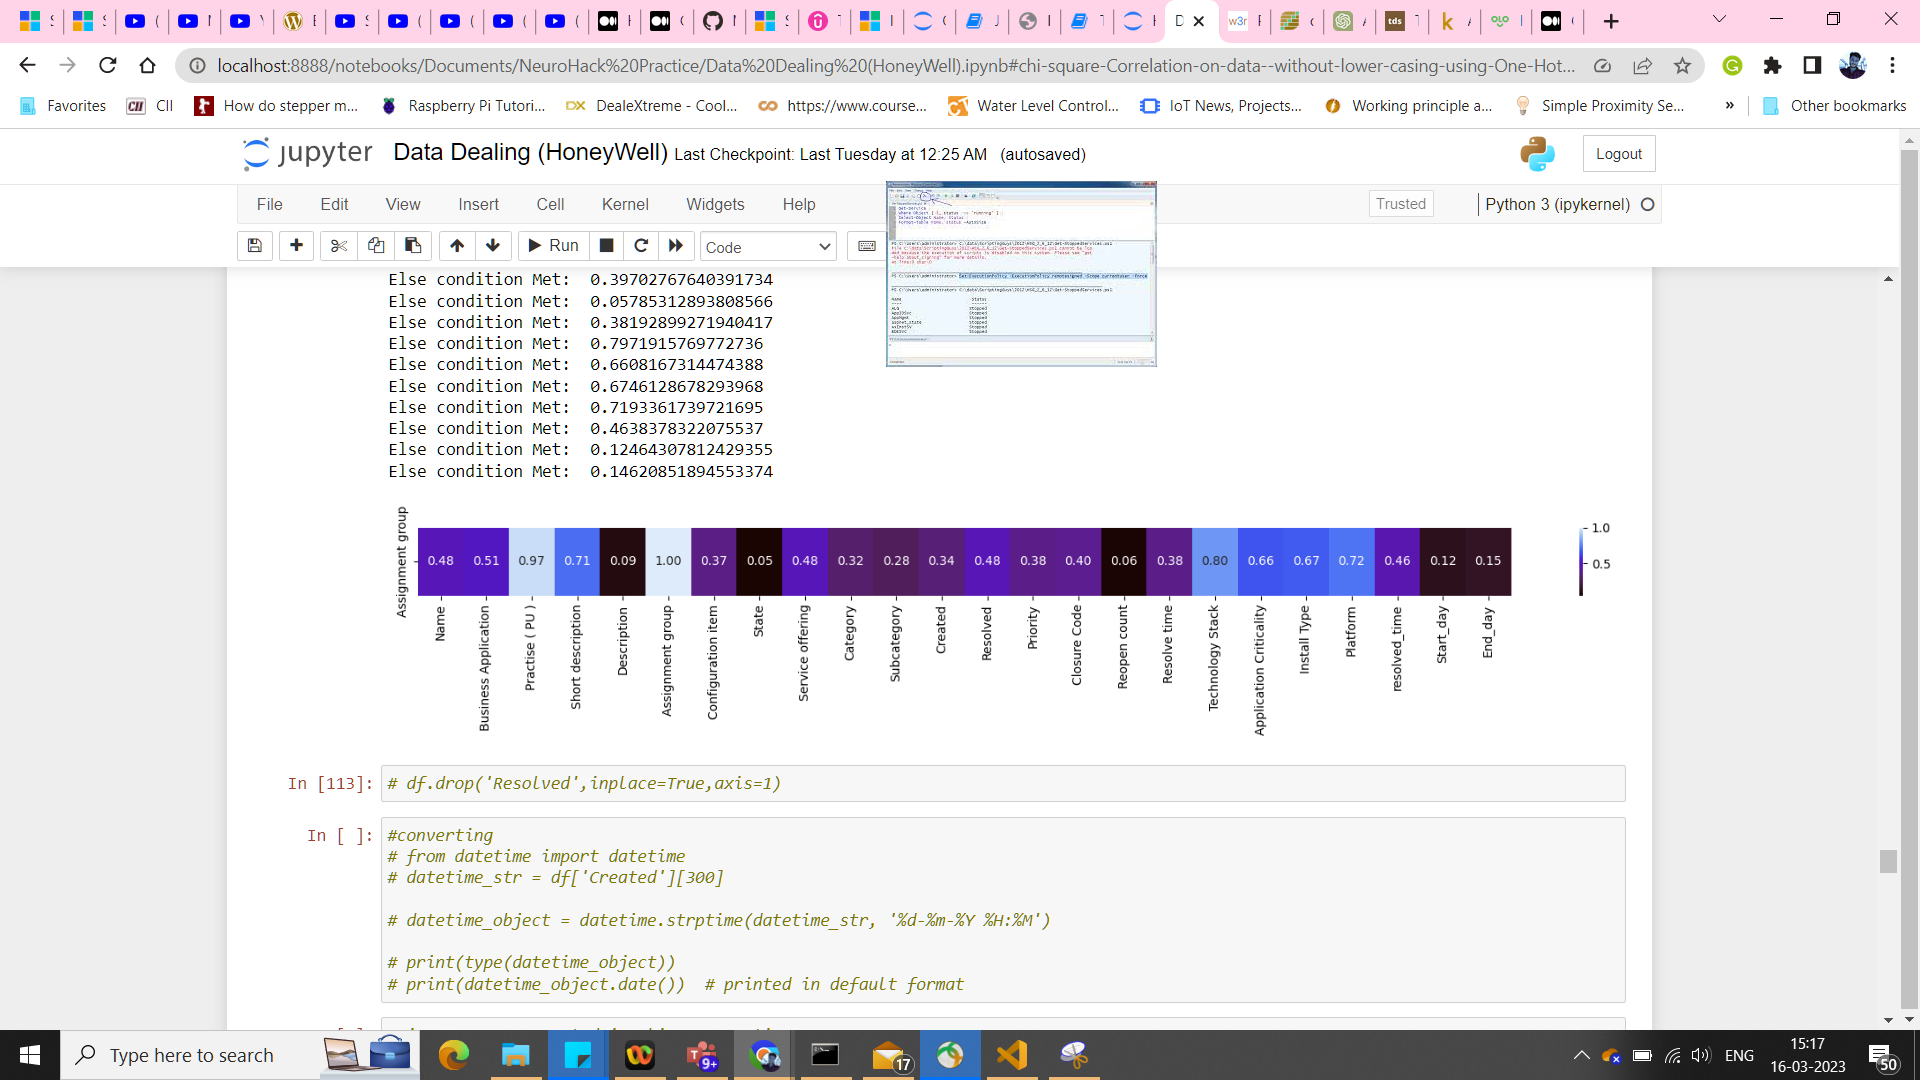 S
S
(
N
Y
E
S
(
(
(
(
H
C
N
S
T
I
C
J
I
T
H
D
F
c
A
T
A
I
C
localhost:8888/notebooks/Documents/NeuroHack%20Practice/Data%20Dealing%20(HoneyWell).ipynb#chi-square-Correlation-on-data--without-lower-casing-using-One-Hot...
Favorites
CII
How do stepper m...
Raspberry Pi Tutori...
DX DealeXtreme - Cool...
https://www.course...
Water Level Control...
IoT News, Projects...
Working principle a...
Simple Proximity Se...
»
Other bookmarks
jupyter Data Dealing (HoneyWell) Last Checkpoint: Last Tuesday at 12:25 AM (autosaved)
Logout
File Edit View Insert Cell Kernel Widgets Help
Trusted
Python 3 (ipykernel)
Run
Code
Else condition Met:  0.39702767640391734
Else condition Met:  0.05785312893808566
Else condition Met:  0.38192899271940417
Else condition Met:  0.7971915769772736
Else condition Met:  0.6608167314474388
Else condition Met:  0.6746128678293968
Else condition Met:  0.7193361739721695
Else condition Met:  0.4638378322075537
Else condition Met:  0.12464307812429355
Else condition Met:  0.14620851894553374
Assignment group
0.48 0.51 0.97 0.71 0.09 1.00 0.37 0.05 0.48 0.32 0.28 0.34 0.48 0.38 0.40 0.06 0.38 0.80 0.66 0.67 0.72 0.46 0.12 0.15
1.0
0.5
Name
Business Application
Practise ( PU )
Short description
Description
Assignment group
Configuration item
State
Service offering
Category
Subcategory
Created
Resolved
Priority
Closure Code
Reopen count
Resolve time
Technology Stack
Application Criticality
Install Type
Platform
resolved_time
Start_day
End_day
In [113]: # df.drop('Resolved',inplace=True,axis=1)
In [ ]: #converting
# from datetime import datetime
# datetime_str = df['Created'][300]
# datetime_object = datetime.strptime(datetime_str, '%d-%m-%Y %H:%M')
# print(type(datetime_object))
# print(datetime_object.date())  # printed in default format
Type here to search
9+
17
ENG
15:17
16-03-2023
50